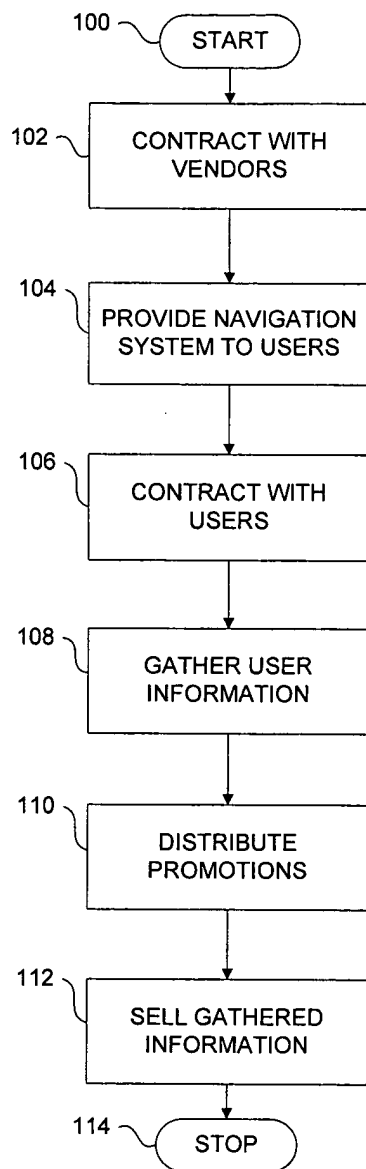 100
START
102
CONTRACT WITH
VENDORS
104
PROVIDE NAVIGATION
SYSTEM TO USERS
106
CONTRACT WITH
USERS
108
GATHER USER
INFORMATION
110
DISTRIBUTE
PROMOTIONS
112
SELL GATHERED
INFORMATION
114
STOP